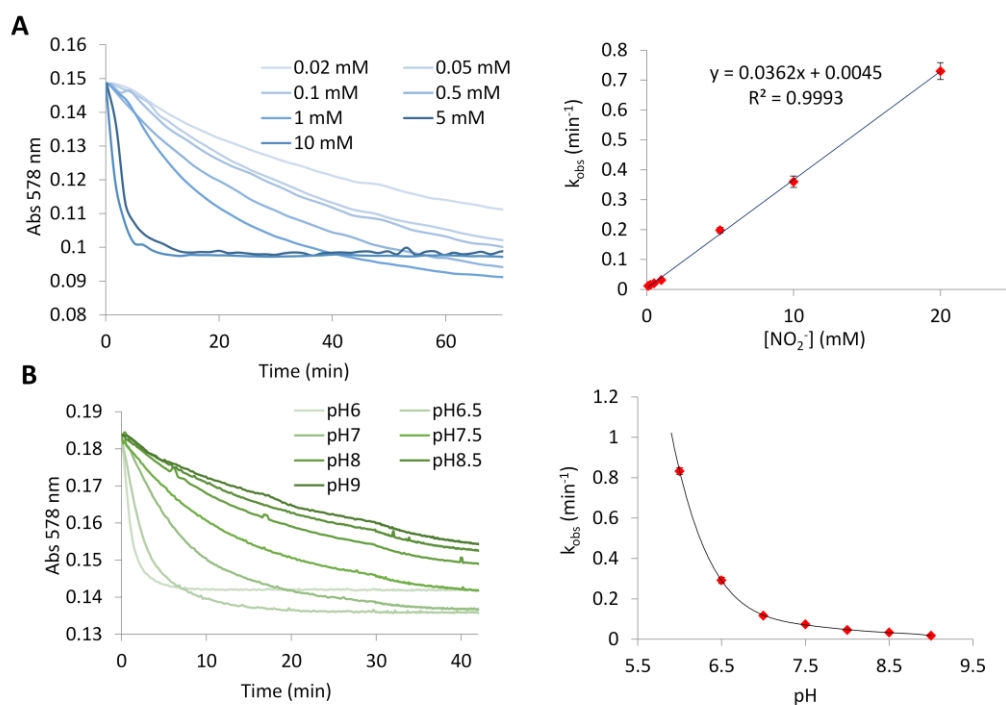 A
0.16
0.15
0.14
0.13
0.12
0.11
0.1
0.09
0.08
Abs 578 nm
0.02 mM 0.05 mM
0.1 mM 0.5 mM
1 mM 5 mM
10 mM
0 20 40 60
Time (min)
0.8
0.7
0.6
0.5
0.4
0.3
0.2
0.1
0
k_obs (min⁻¹)
y = 0.0362x + 0.0045
R² = 0.9993
0 10 20
[NO₂⁻] (mM)
B
0.19
0.18
0.17
0.16
0.15
0.14
0.13
Abs 578 nm
pH6 pH6.5
pH7 pH7.5
pH8 pH8.5
pH9
0 10 20 30 40
Time (min)
1.2
1
0.8
0.6
0.4
0.2
0
k_obs (min⁻¹)
5.5 6.5 7.5 8.5 9.5
pH